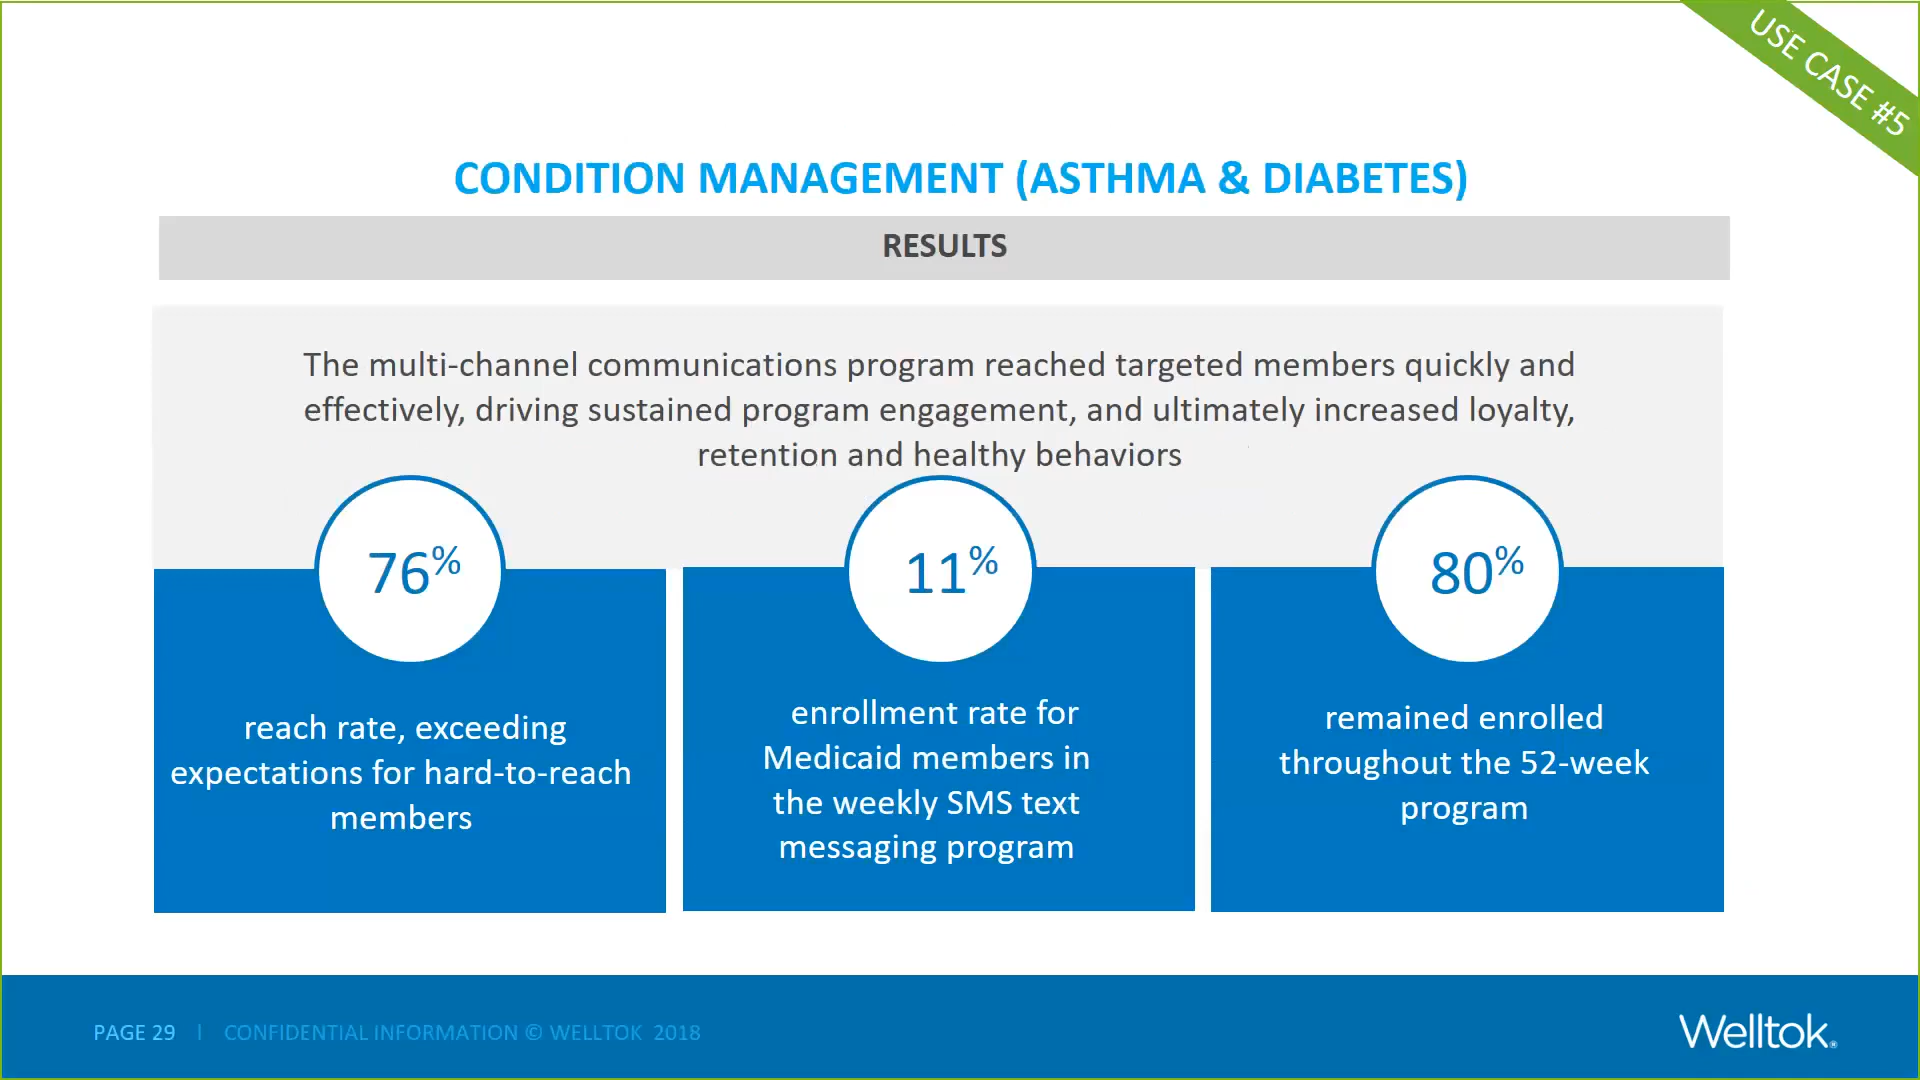 USE CASE #5
CONDITION MANAGEMENT (ASTHMA & DIABETES)
RESULTS
The multi-channel communications program reached targeted members quickly and
effectively, driving sustained program engagement, and ultimately increased loyalty,
retention and healthy behaviors
76%
reach rate, exceeding
expectations for hard-to-reach
members
11%
enrollment rate for
Medicaid members in
the weekly SMS text
messaging program
80%
remained enrolled
throughout the 52-week
program
PAGE 29 | CONFIDENTIAL INFORMATION © WELLTOK 2018
Welltok®